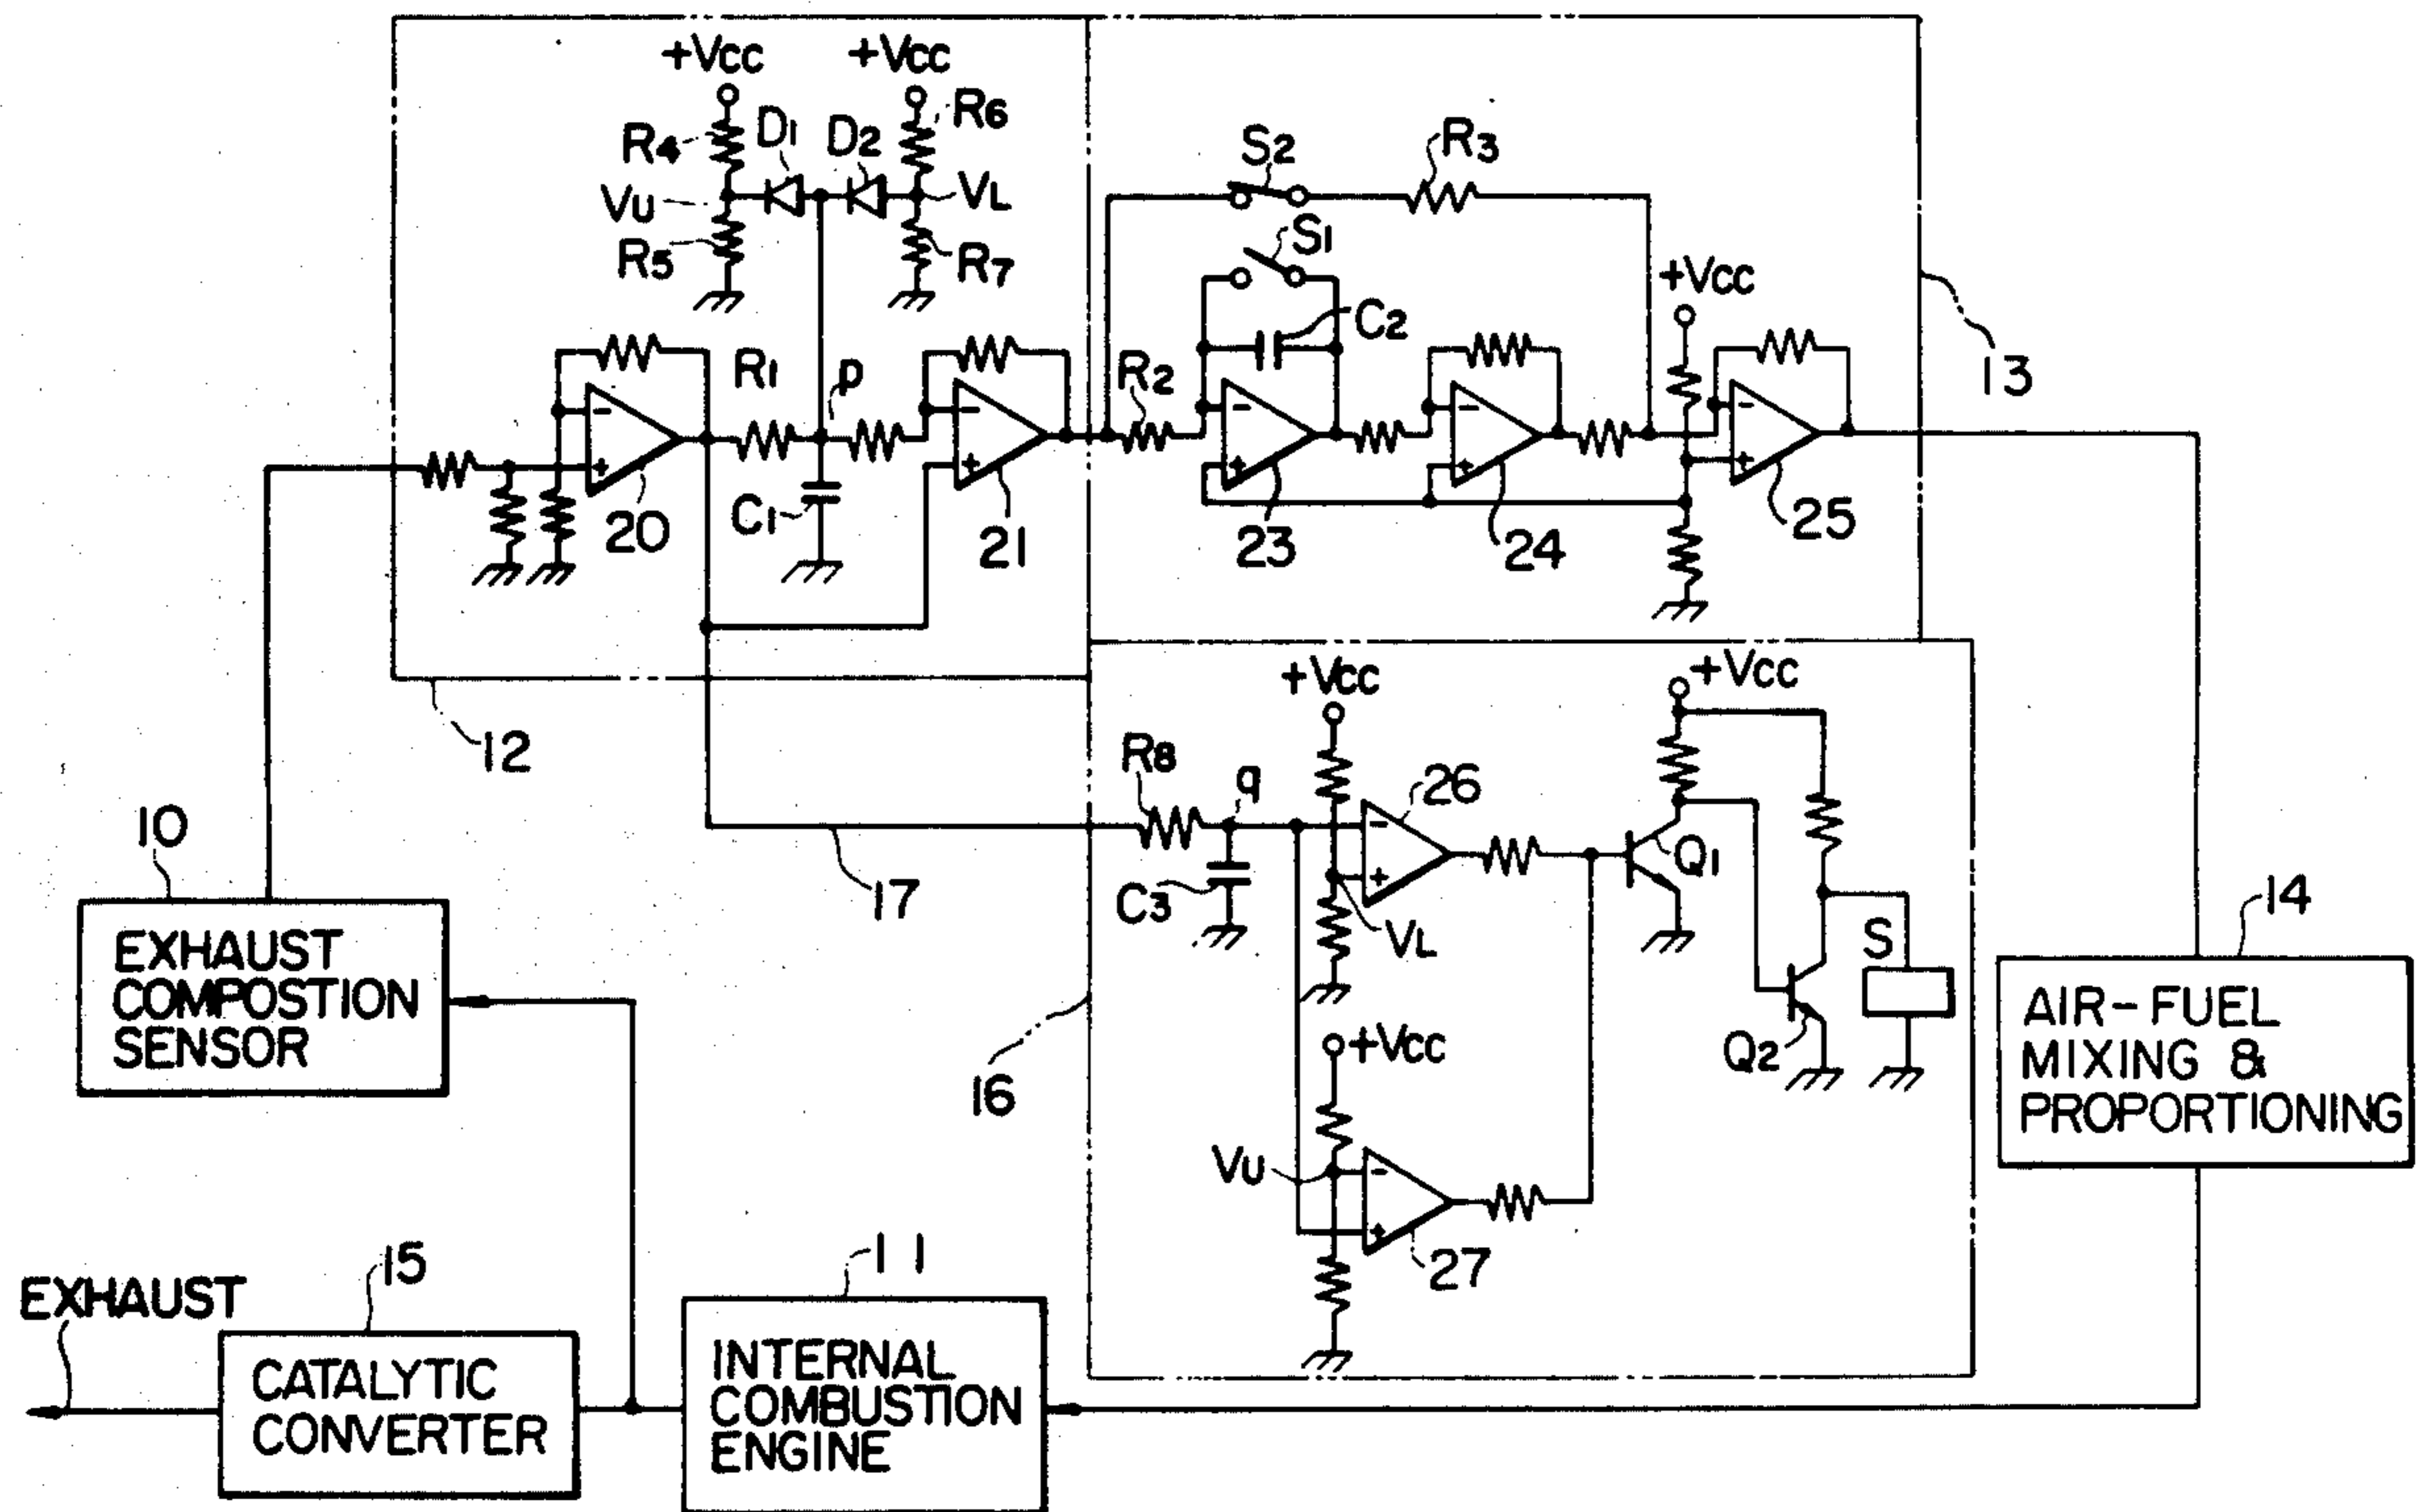 +Vcc +Vcc
R4 D1 D2 R6
VU VL
R5 R7
S2 R3
S1
+Vcc
C2
13
R1 p R2
- - - - -
+ + + + +
20 C1 21 23 24 25
12
+Vcc +Vcc
R8 q 26
-
+
Q1
C3 VL
17
10
EXHAUST
COMPOSTION
SENSOR
S 14
AIR-FUEL
MIXING &
PROPORTIONING
Q2
+Vcc
16
VU -
+
27
EXHAUST 15 11
CATALYTIC
CONVERTER
INTERNAL
COMBUSTION
ENGINE